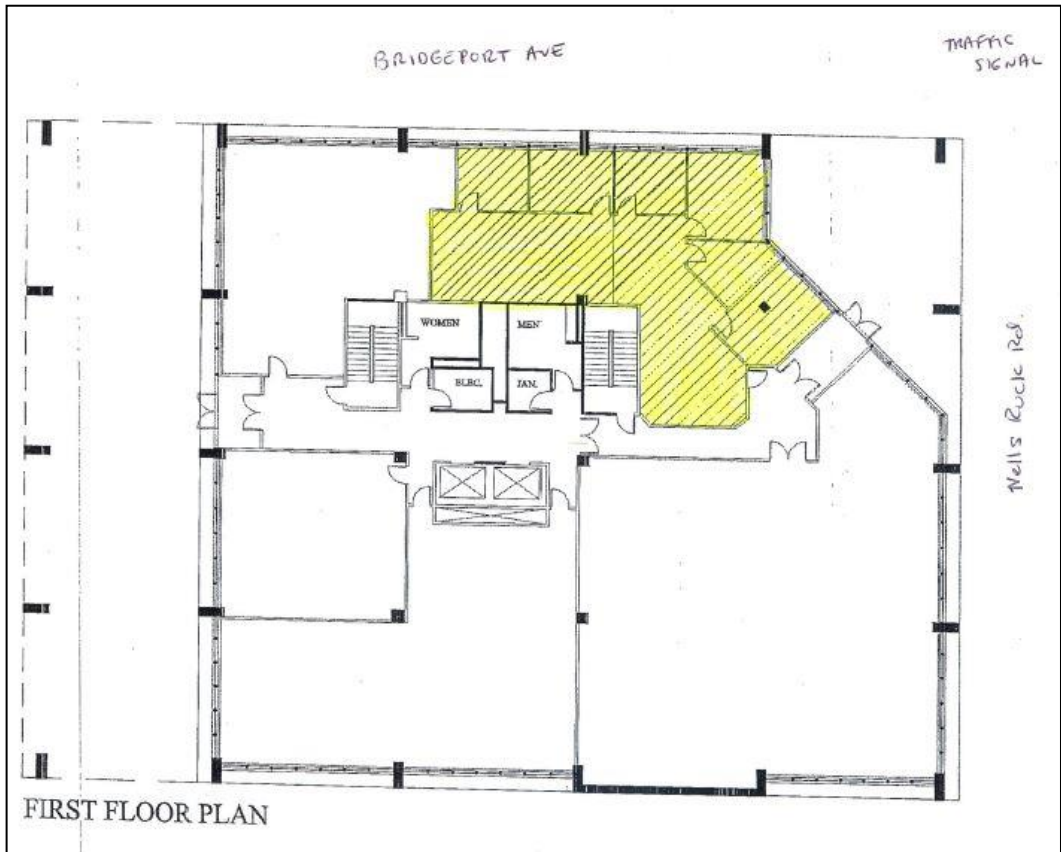 BRIDGEPORT AVE
TRAFFIC
SIGNAL
WOMEN
MEN
ELEC.
JAN.
Nells Rock Rd.
FIRST FLOOR PLAN